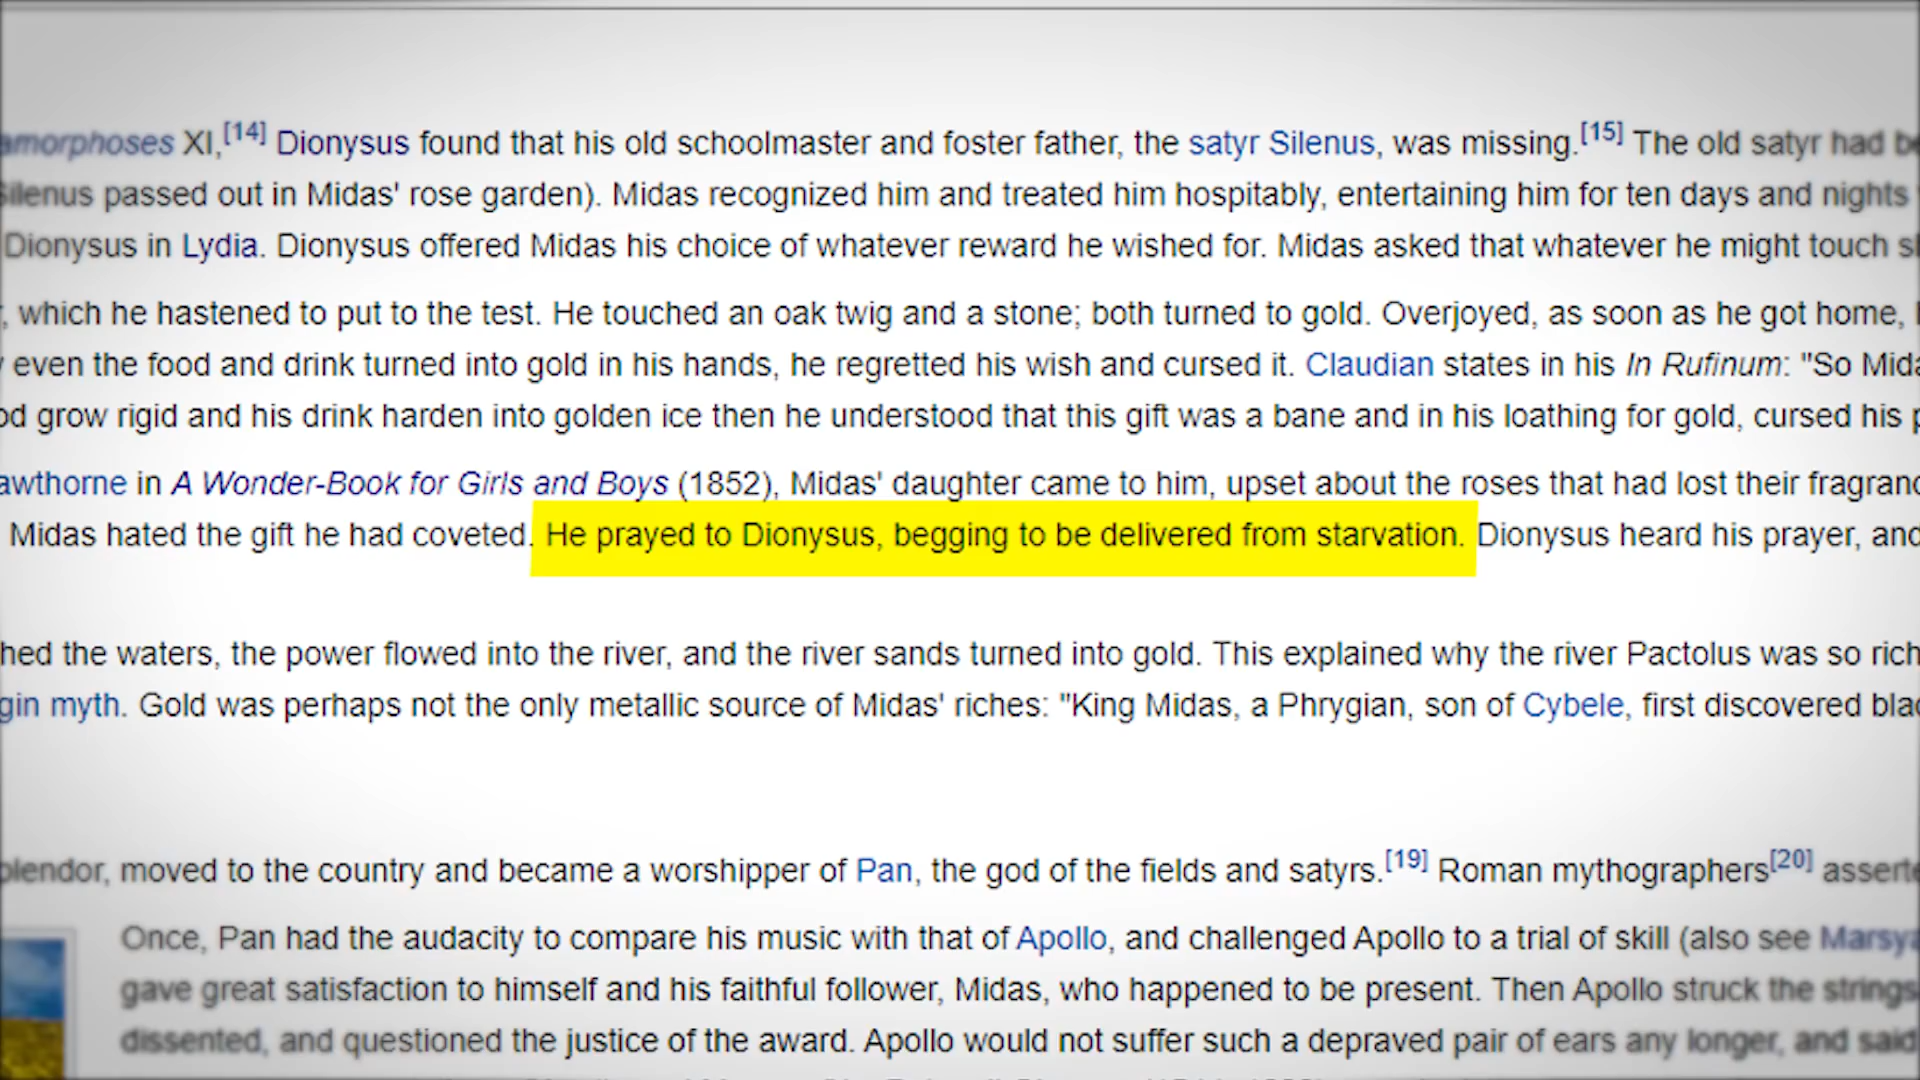 XI,[14] Dionysus found that his old schoolmaster and foster father, the satyr Silenus, was missing.[15] The old satyr had
Silenus passed out in Midas' rose garden). Midas recognized him and treated him hospitably, entertaining him for ten days and nights
Dionysus in Lydia. Dionysus offered Midas his choice of whatever reward he wished for. Midas asked that whatever he might touch
, which he hastened to put to the test. He touched an oak twig and a stone; both turned to gold. Overjoyed, as soon as he got home,
even the food and drink turned into gold in his hands, he regretted his wish and cursed it. Claudian states in his In Rufinum: "So
grow rigid and his drink harden into golden ice then he understood that this gift was a bane and in his loathing for gold, cursed his
awthorne in A Wonder-Book for Girls and Boys (1852), Midas' daughter came to him, upset about the roses that had lost their
Midas hated the gift he had coveted. He prayed to Dionysus, begging to be delivered from starvation. Dionysus heard his prayer, and
hed the waters, the power flowed into the river, and the river sands turned into gold. This explained why the river Pactolus was so rich
gin myth. Gold was perhaps not the only metallic source of Midas' riches: "King Midas, a Phrygian, son of Cybele, first discovered
plendor, moved to the country and became a worshipper of Pan, the god of the fields and satyrs.[19] Roman mythographers[20]
Once, Pan had the audacity to compare his music with that of Apollo, and challenged Apollo to a trial of skill (also see
gave great satisfaction to himself and his faithful follower, Midas, who happened to be present. Then Apollo struck the strings
dissented, and questioned the justice of the award. Apollo would not suffer such a depraved pair of ears any longer, and said